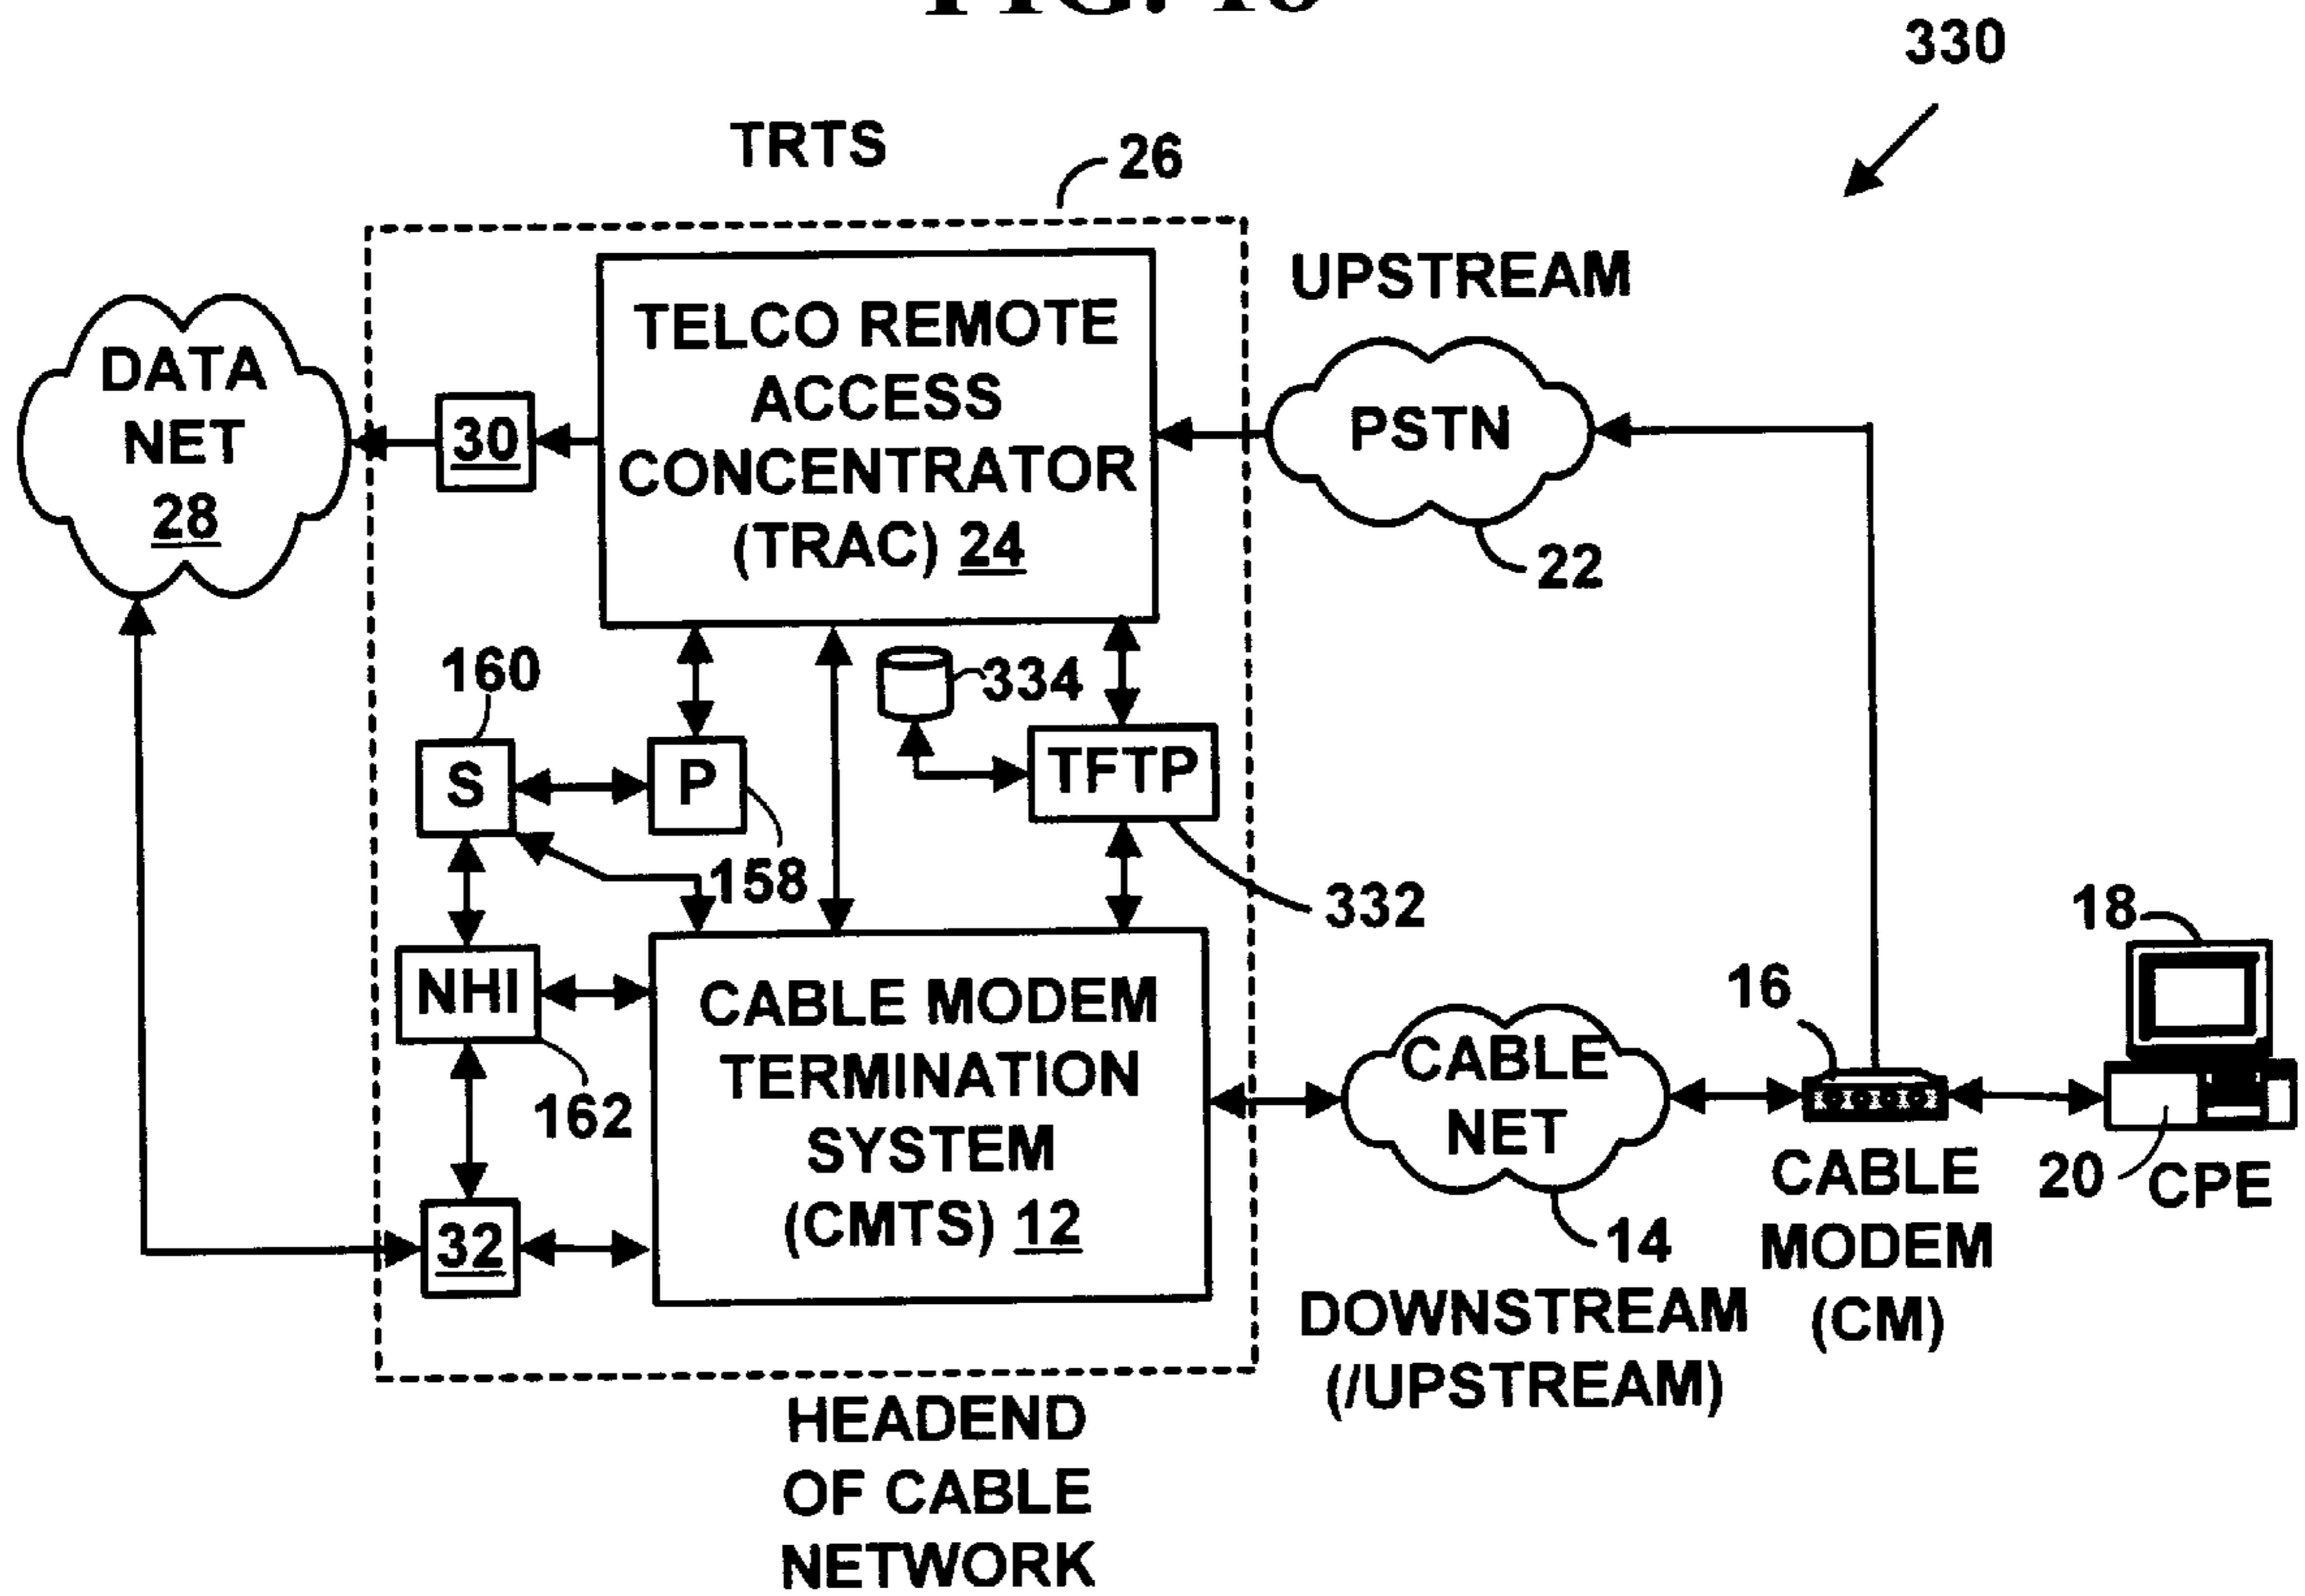 330
TRTS
26
UPSTREAM
TELCO REMOTE
ACCESS
CONCENTRATOR
(TRAC) 24
DATA
NET
28
30
PSTN
22
160
334
S
P
TFTP
158
332
18
NHI
162
CABLE MODEM
TERMINATION
SYSTEM
(CMTS) 12
32
CABLE
NET
14
16
20
CPE
CABLE
MODEM
(CM)
DOWNSTREAM
(/UPSTREAM)
HEADEND
OF CABLE
NETWORK